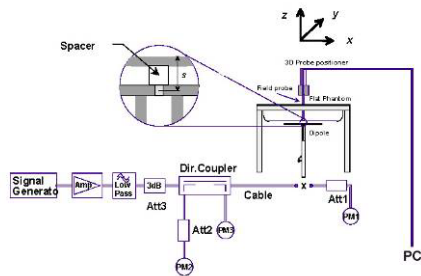 z
y
x
Spacer
s
3D Probe positioner
Field probe
Flat Phantom
Dipole
Signal
Generato
Amp
Low
Pass
3dB
Att3
Dir.Coupler
Cable
x
Att1
PM1
Att2
PM3
PM2
PC